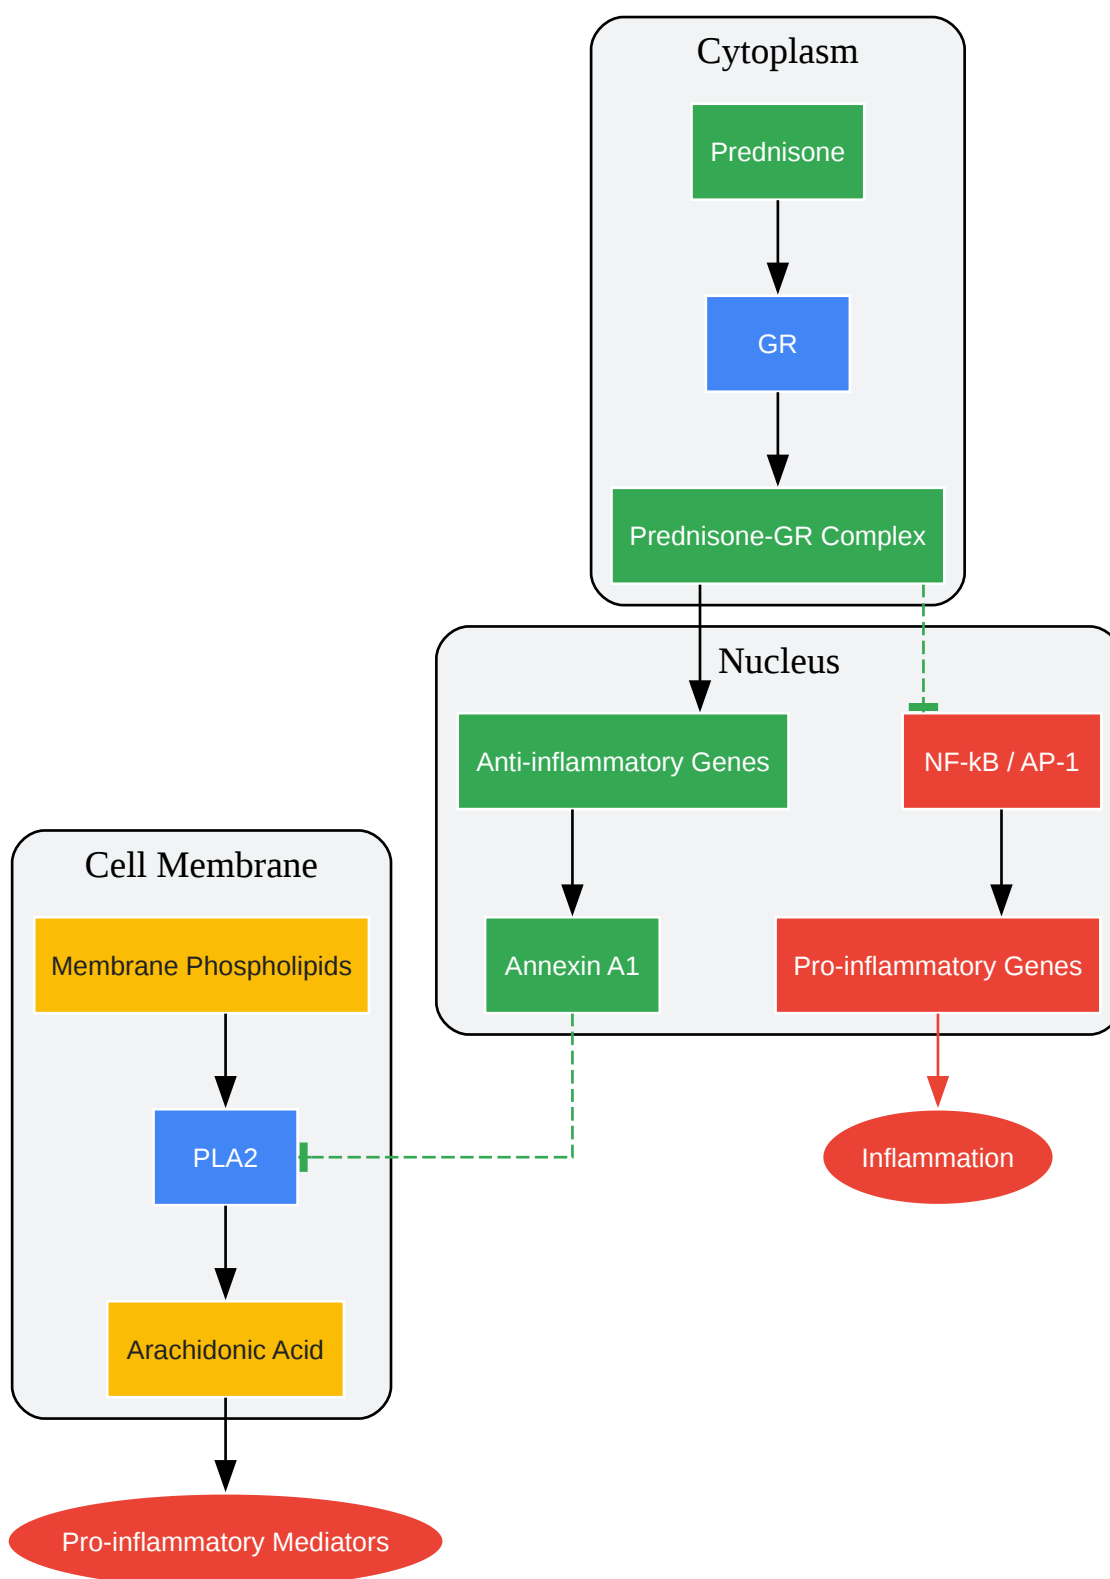 Cytoplasm
Prednisone
GR
Prednisone-GR Complex
Nucleus
Anti-inflammatory Genes
NF-kB / AP-1
Cell Membrane
Membrane Phospholipids
Annexin A1
Pro-inflammatory Genes
PLA2
Inflammation
Arachidonic Acid
Pro-inflammatory Mediators